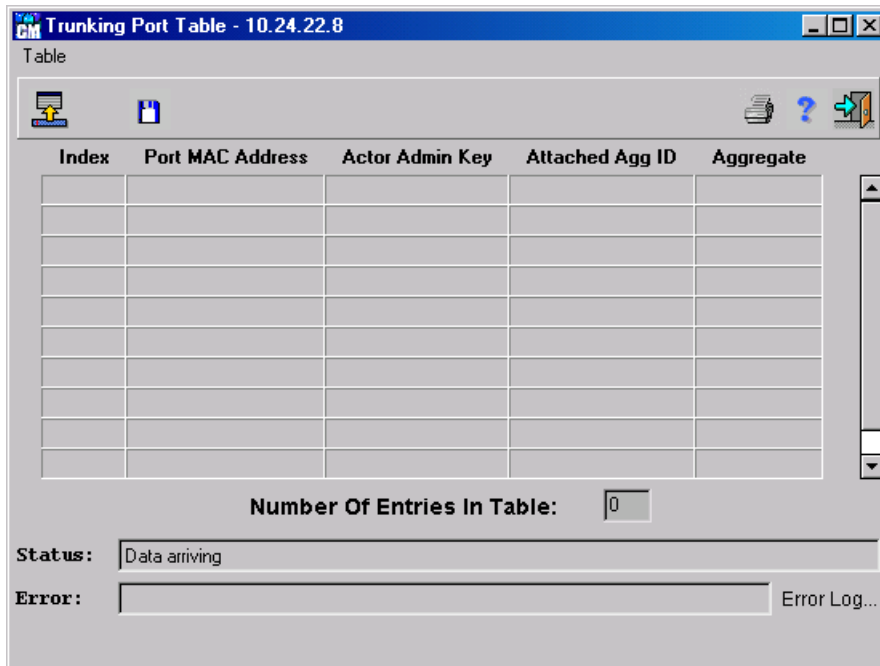 CM Trunking Port Table - 10.24.22.8
Table
?
Index Port MAC Address Actor Admin Key Attached Agg ID Aggregate
Number Of Entries In Table: 0
Status: Data arriving
Error: Error Log...